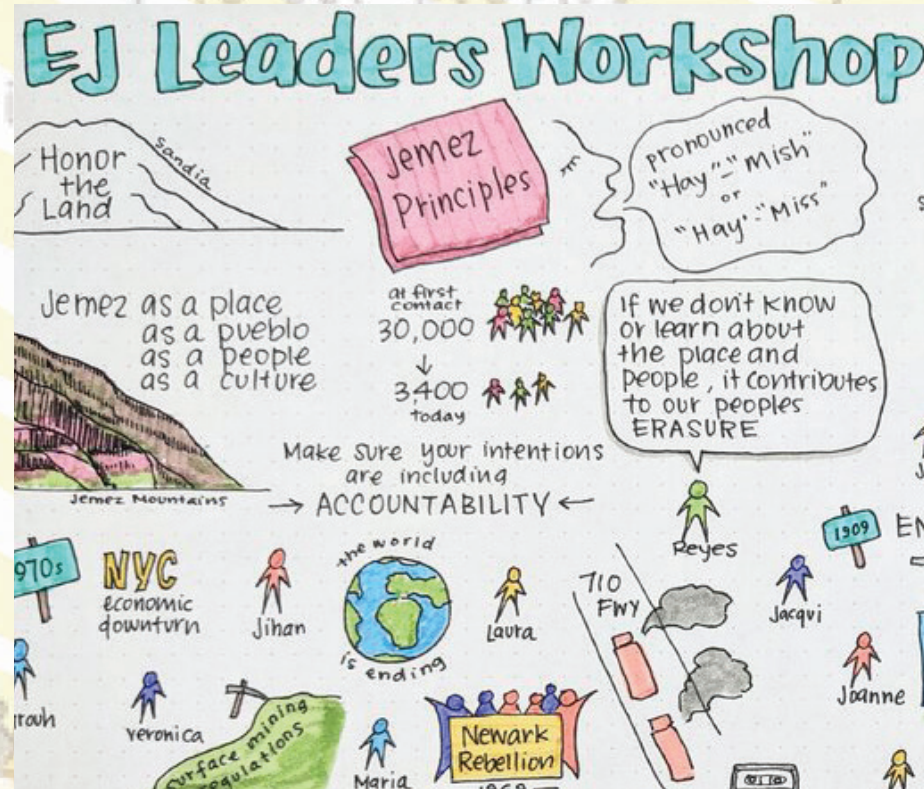 EJ Leaders Workshop
Honor
the
Land
Sandia
Jemez
Principles
pronounced
"Hay"-"Mish"
or
"Hay"-"Miss"
Jemez as a place
as a pueblo
as a people
as a culture
Jemez Mountains
at first
contact
30,000
3,400
today
If we don't know
or learn about
the place and
people, it contributes
to our peoples
ERASURE
Reyes
Make sure your intentions
are including
→ ACCOUNTABILITY ←
970s
NYC
economic
downturn
Jihan
the world
is ending
Laura
710
FWY
Jacqui
1909
EN
Joanne
veronica
surface mining
regulations
Maria
Newark
Rebellion